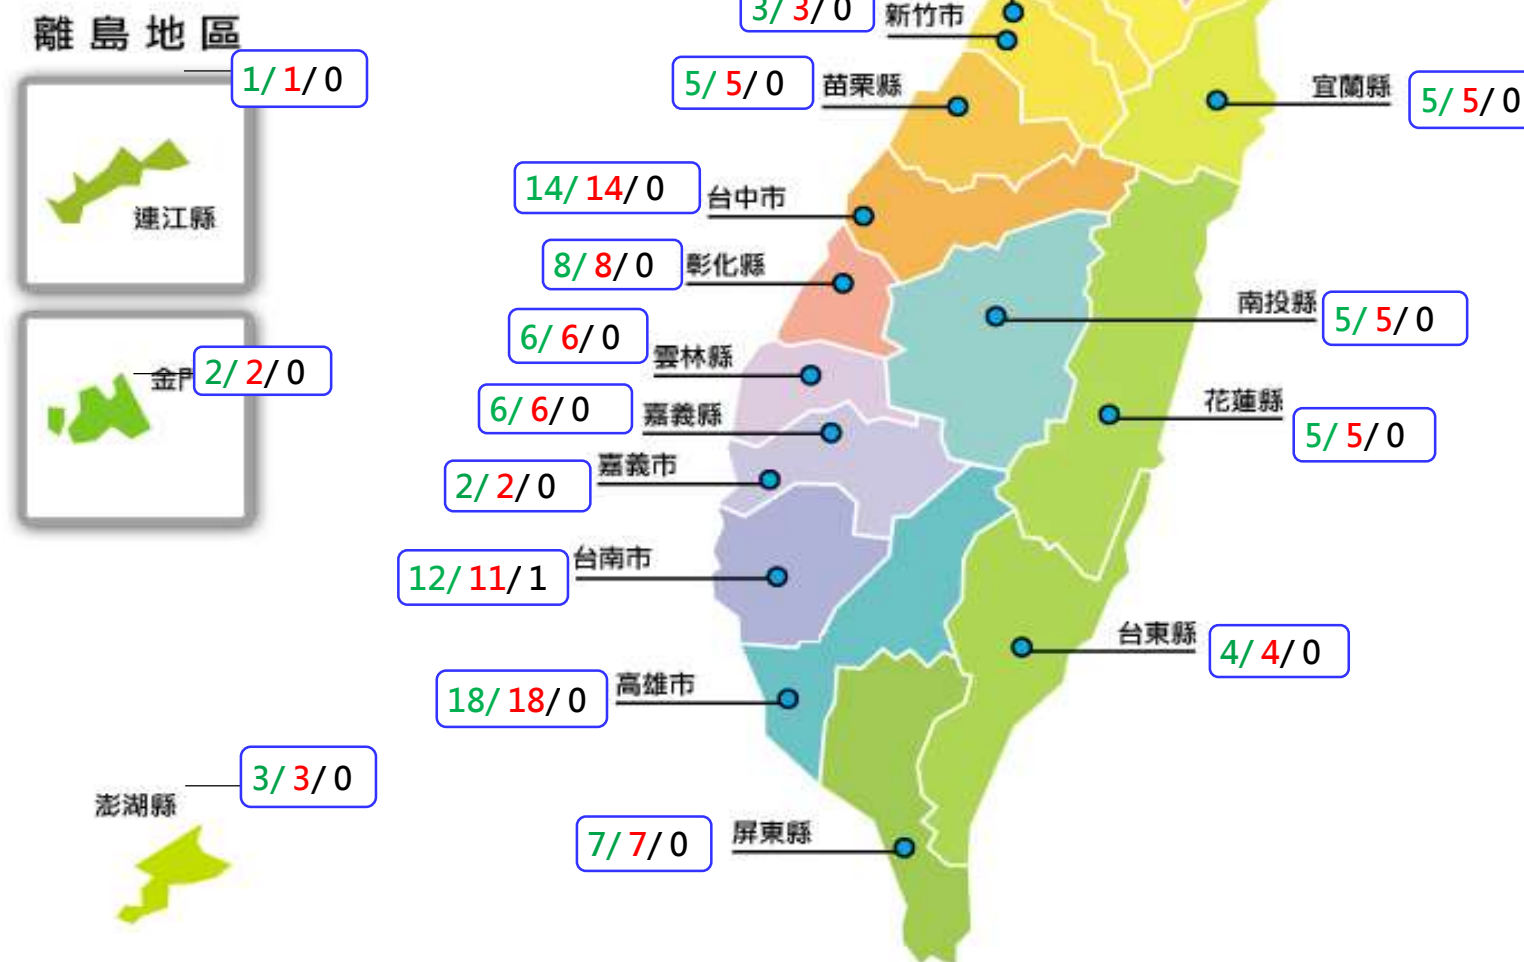 離島地區
3/ 3/ 0
新竹市
1/ 1/ 0
5/ 5/ 0
苗栗縣
宜蘭縣
5/ 5/ 0
14/ 14/ 0
台中市
連江縣
8/ 8/ 0
彰化縣
南投縣
5/ 5/ 0
6/ 6/ 0
雲林縣
金門
2/ 2/ 0
6/ 6/ 0
嘉義縣
花蓮縣
5/ 5/ 0
2/ 2/ 0
嘉義市
12/ 11/ 1
台南市
台東縣
4/ 4/ 0
18/ 18/ 0
高雄市
3/ 3/ 0
澎湖縣
7/ 7/ 0
屏東縣